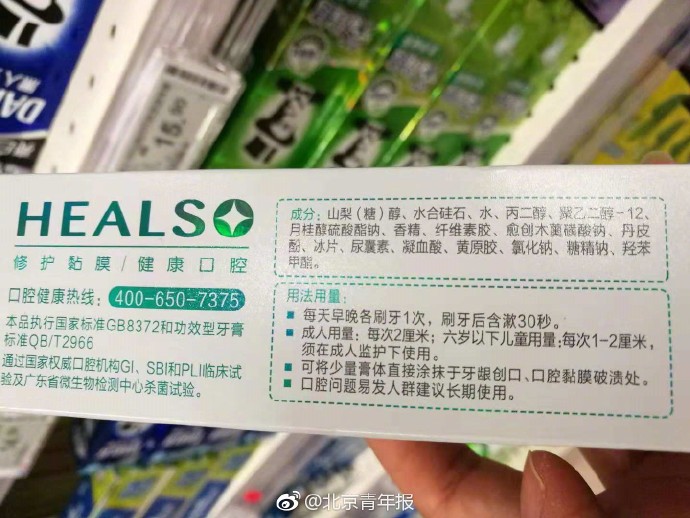 DA
15.90
HEALS
修护黏膜/健康口腔
口腔健康热线：400-650-7375
本品执行国家标准GB8372和功效型牙膏
标准QB/T2966
通过国家权威口腔机构GI、SBI和PLI临床试
验及广东省微生物检测中心杀菌试验。
成分：山梨（糖）醇、水合硅石、水、丙二醇、聚乙二醇-12、
月桂醇硫酸酯钠、香精、纤维素胶、愈创木薁磺酸钠、丹皮
酚、冰片、尿囊素、凝血酸、黄原胶、氯化钠、糖精钠、羟苯
甲酯。
用法用量：
■ 每天早晚各刷牙1次，刷牙后含漱30秒。
■ 成人用量：每次2厘米；六岁以下儿童用量：每次1-2厘米，
须在成人监护下使用。
■ 可将少量膏体直接涂抹于牙龈创口、口腔黏膜破溃处。
■ 口腔问题易发人群建议长期使用。
@北京青年报